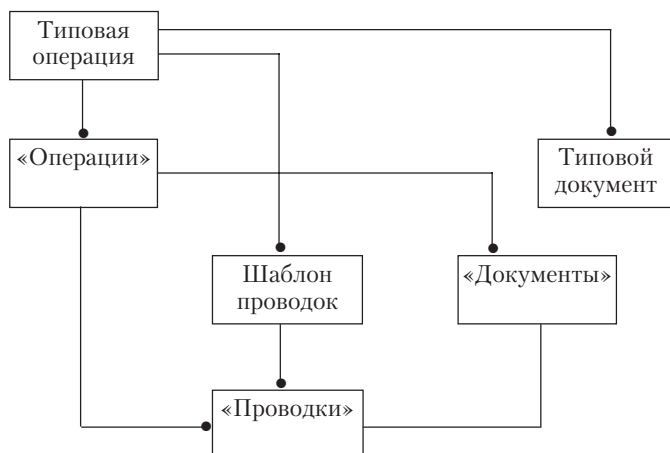 Типовая
операция
«Операции»
Типовой
документ
Шаблон
проводок
«Документы»
«Проводки»